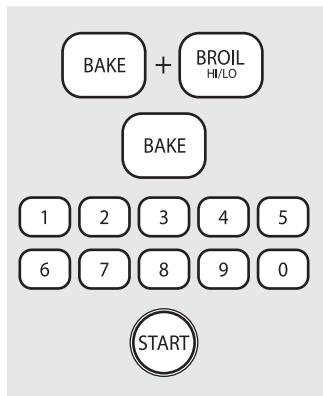 BAKE + BROIL
HI/LO
BAKE
1 2 3 4 5
6 7 8 9 0
START